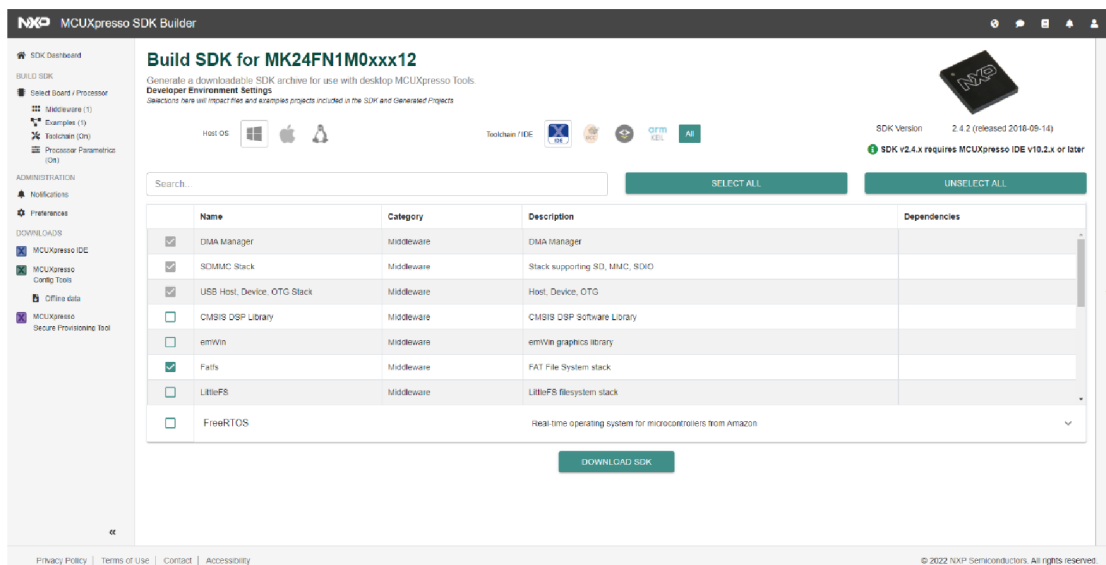 NXP MCUXpresso SDK Builder
SDK Dashboard
BUILD SDK
Select Board / Processor
Middleware (1)
Examples (1)
Toolchain (On)
Processor Parametrics
(On)
ADMINISTRATION
Notifications
Preferences
DOWNLOADS
MCUXpresso IDE
MCUXpresso
Config Tools
Offline data
MCUXpresso
Secure Provisioning Tool
«
Build SDK for MK24FN1M0xxx12
Generate a downloadable SDK archive for use with desktop MCUXpresso Tools.
Developer Environment Settings
Selections here will impact files and examples projects included in the SDK and Generated Projects
Host OS
Toolchain / IDE
IDE
arm
KEIL
All
NXP
SDK Version 2.4.2 (released 2018-09-14)
SDK v2.4.x requires MCUXpresso IDE v10.2.x or later
Search...
SELECT ALL
UNSELECT ALL
Name Category Description Dependencies
DMA Manager Middleware DMA Manager
SDMMC Stack Middleware Stack supporting SD, MMC, SDIO
USB Host, Device, OTG Stack Middleware Host, Device, OTG
CMSIS DSP Library Middleware CMSIS DSP Software Library
emWin Middleware emWin graphics library
Fatfs Middleware FAT File System stack
LittleFS Middleware LittleFS filesystem stack
FreeRTOS Real-time operating system for microcontrollers from Amazon
DOWNLOAD SDK
Privacy Policy | Terms of Use | Contact | Accessibility
© 2022 NXP Semiconductors. All rights reserved.